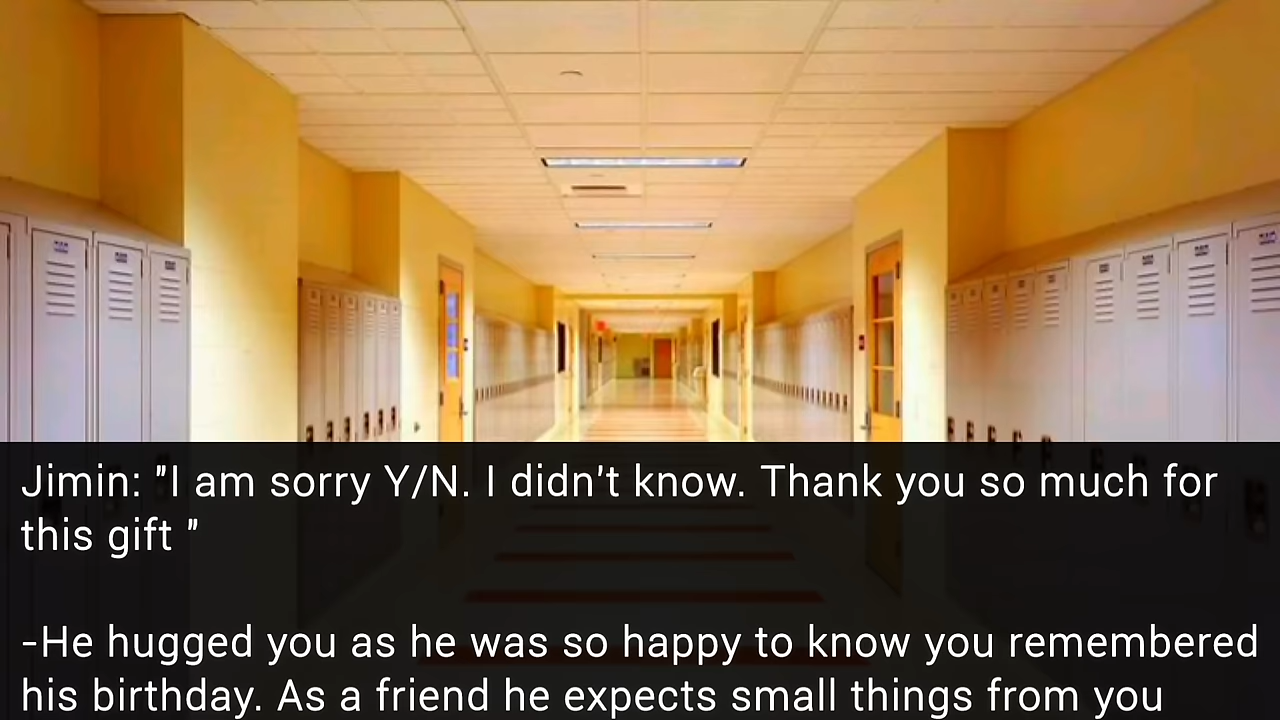 Jimin: "I am sorry Y/N. I didn't know. Thank you so much for
this gift "
-He hugged you as he was so happy to know you remembered
his birthday. As a friend he expects small things from you